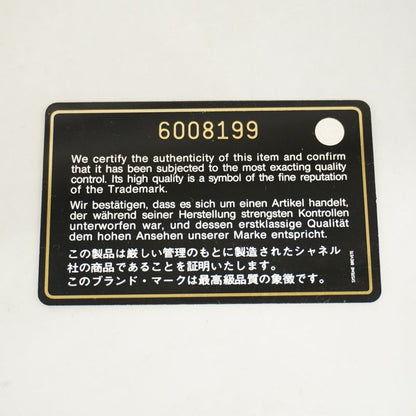 6008199
We certify the authenticity of this item and confirm
that it has been subjected to the most exacting quality
control. Its high quality is a symbol of the fine reputation
of the Trademark.
Wir bestätigen, dass es sich um einen Artikel handelt,
der während seiner Herstellung strengsten Kontrollen
unterworfen war, und dessen erstklassige Qualität
dem hohen Ansehen unserer Marke entspricht.
この製品は厳しい管理のもとに製造されたシャネル
社の商品であることを証明いたします。
このブランド・マークは最高級品質の象徴です。